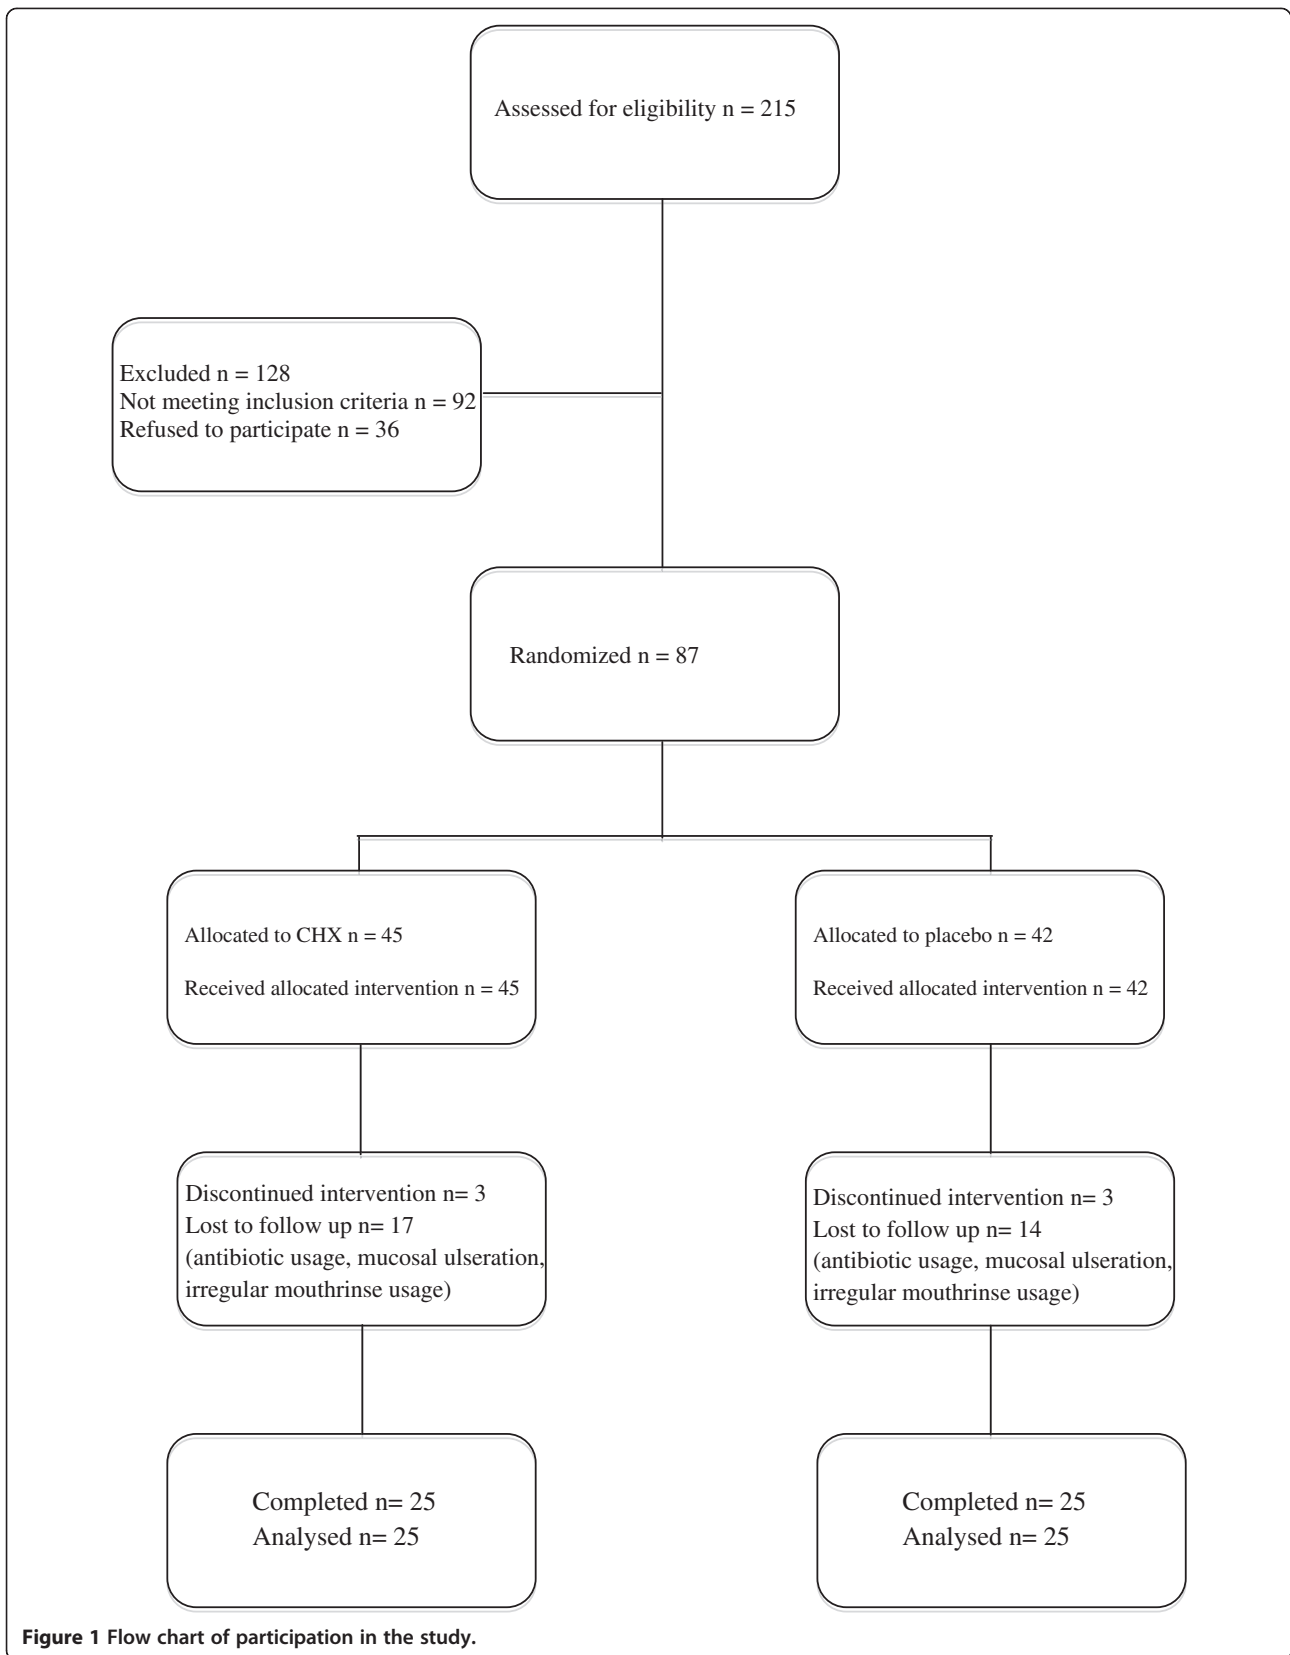 Assessed for eligibility n = 215
Excluded n = 128
Not meeting inclusion criteria n = 92
Refused to participate n = 36
Randomized n = 87
Allocated to CHX n = 45
Received allocated intervention n = 45
Allocated to placebo n = 42
Received allocated intervention n = 42
Discontinued intervention n= 3
Lost to follow up n= 17
(antibiotic usage, mucosal ulseration,
irregular mouthrinse usage)
Discontinued intervention n= 3
Lost to follow up n= 14
(antibiotic usage, mucosal ulseration,
irregular mouthrinse usage)
Completed n= 25
Analysed n= 25
Completed n= 25
Analysed n= 25
Figure 1 Flow chart of participation in the study.